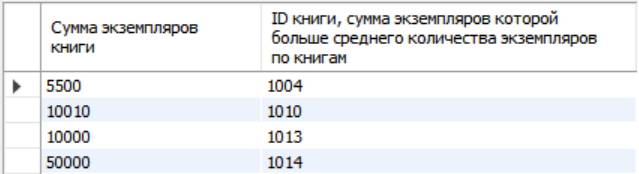 Сумма экземпляров
книги
ID книги, сумма экземпляров которой
больше среднего количества экземпляров
по книгам
5500 1004
10010 1010
10000 1013
50000 1014